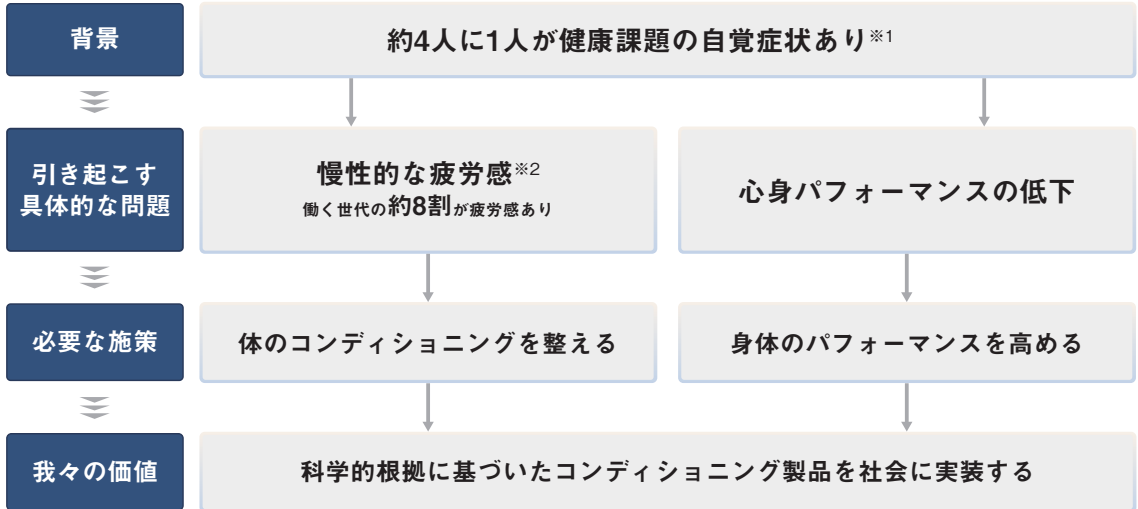 背景
約4人に1人が健康課題の自覚症状あり※1
引き起こす
具体的な問題
慢性的な疲労感※2
働く世代の約8割が疲労感あり
心身パフォーマンスの低下
必要な施策
体のコンディショニングを整える
身体のパフォーマンスを高める
我々の価値
科学的根拠に基づいたコンディショニング製品を社会に実装する